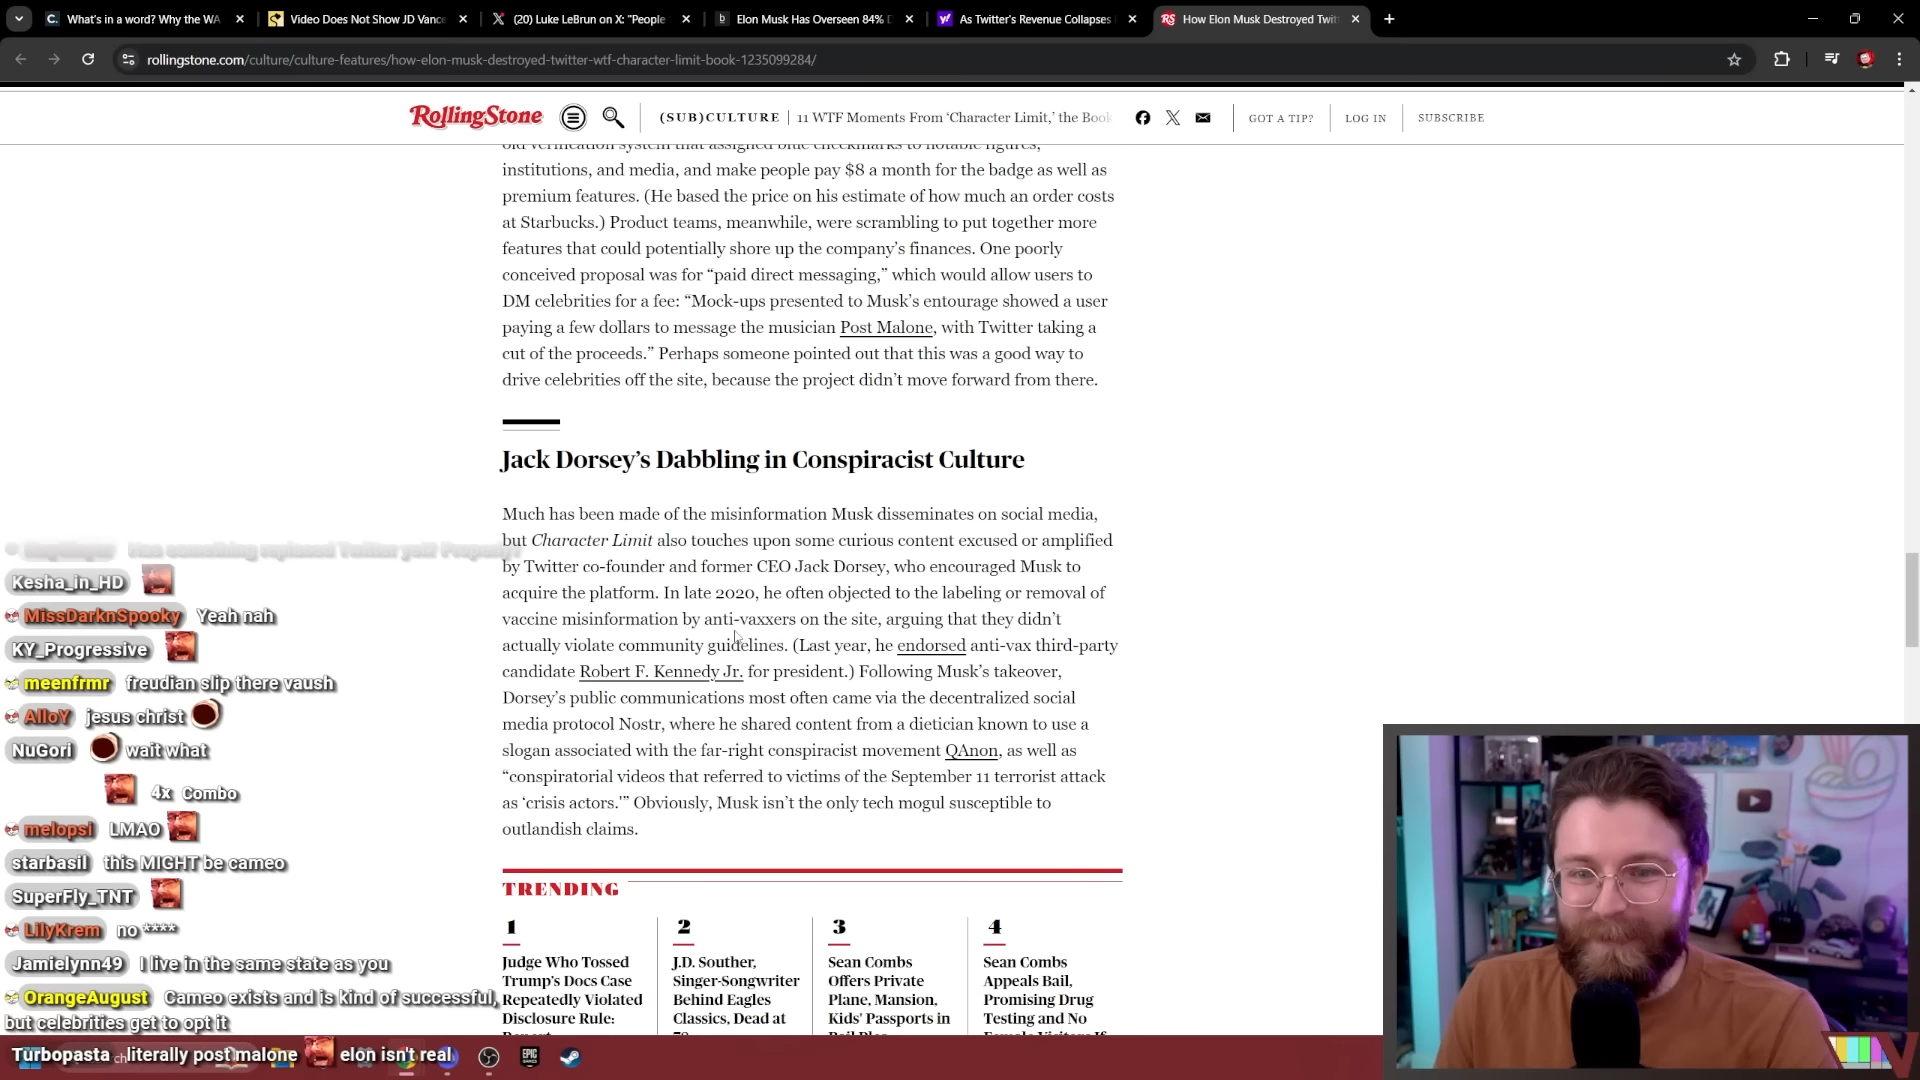 What's in a word? Why the WA
Video Does Not Show JD Vance
(20) Luke LeBrun on X: "People
Elon Musk Has Overseen 84% D
As Twitter's Revenue Collapses
How Elon Musk Destroyed Twit
rollingstone.com/culture/culture-features/how-elon-musk-destroyed-twitter-wtf-character-limit-book-1235099284/
RollingStone
(SUB)CULTURE
11 WTF Moments From ‘Character Limit,’ the Book
GOT A TIP?
LOG IN
SUBSCRIBE
old verification system that assigned blue checkmarks to notable figures,
institutions, and media, and make people pay $8 a month for the badge as well as
premium features. (He based the price on his estimate of how much an order costs
at Starbucks.) Product teams, meanwhile, were scrambling to put together more
features that could potentially shore up the company’s finances. One poorly
conceived proposal was for “paid direct messaging,” which would allow users to
DM celebrities for a fee: “Mock-ups presented to Musk’s entourage showed a user
paying a few dollars to message the musician Post Malone, with Twitter taking a
cut of the proceeds.” Perhaps someone pointed out that this was a good way to
drive celebrities off the site, because the project didn’t move forward from there.
Jack Dorsey’s Dabbling in Conspiracist Culture
Much has been made of the misinformation Musk disseminates on social media,
but Character Limit also touches upon some curious content excused or amplified
by Twitter co-founder and former CEO Jack Dorsey, who encouraged Musk to
acquire the platform. In late 2020, he often objected to the labeling or removal of
vaccine misinformation by anti-vaxxers on the site, arguing that they didn’t
actually violate community guidelines. (Last year, he endorsed anti-vax third-party
candidate Robert F. Kennedy Jr. for president.) Following Musk’s takeover,
Dorsey’s public communications most often came via the decentralized social
media protocol Nostr, where he shared content from a dietician known to use a
slogan associated with the far-right conspiracist movement QAnon, as well as
“conspiratorial videos that referred to victims of the September 11 terrorist attack
as ‘crisis actors.'” Obviously, Musk isn’t the only tech mogul susceptible to
outlandish claims.
TRENDING
1
Judge Who Tossed
Trump’s Docs Case
Repeatedly Violated
Disclosure Rule:
2
J.D. Souther,
Singer-Songwriter
Behind Eagles
Classics, Dead at
3
Sean Combs
Offers Private
Plane, Mansion,
Kids’ Passports in
4
Sean Combs
Appeals Bail,
Promising Drug
Testing and No
Kesha_in_HD
MissDarknSpooky Yeah nah
KY_Progressive
meenfrmr freudian slip there vaush
AlloY jesus christ
NuGori wait what
4x Combo
melopsi LMAO
starbasil this MIGHT be cameo
SuperFly_TNT
LilyKrem no ****
Jamielynn49 I live in the same state as you
OrangeAugust Cameo exists and is kind of successful,
but celebrities get to opt it
Turbopasta literally post malone elon isn't real
EPIC
GAMES